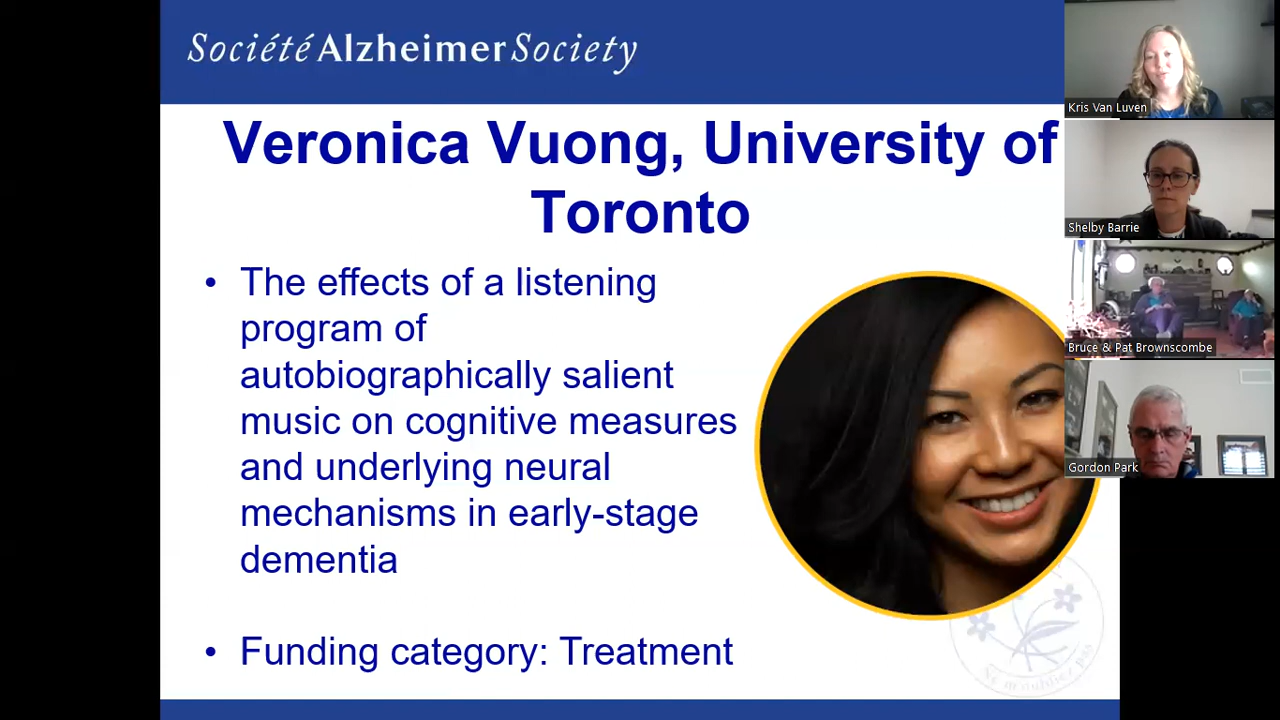 Société Alzheimer Society
Veronica Vuong, University of
Toronto
• The effects of a listening
program of
autobiographically salient
music on cognitive measures
and underlying neural
mechanisms in early-stage
dementia
• Funding category: Treatment
Kris Van Luven
Shelby Barrie
Bruce & Pat Brownscombe
Gordon Park